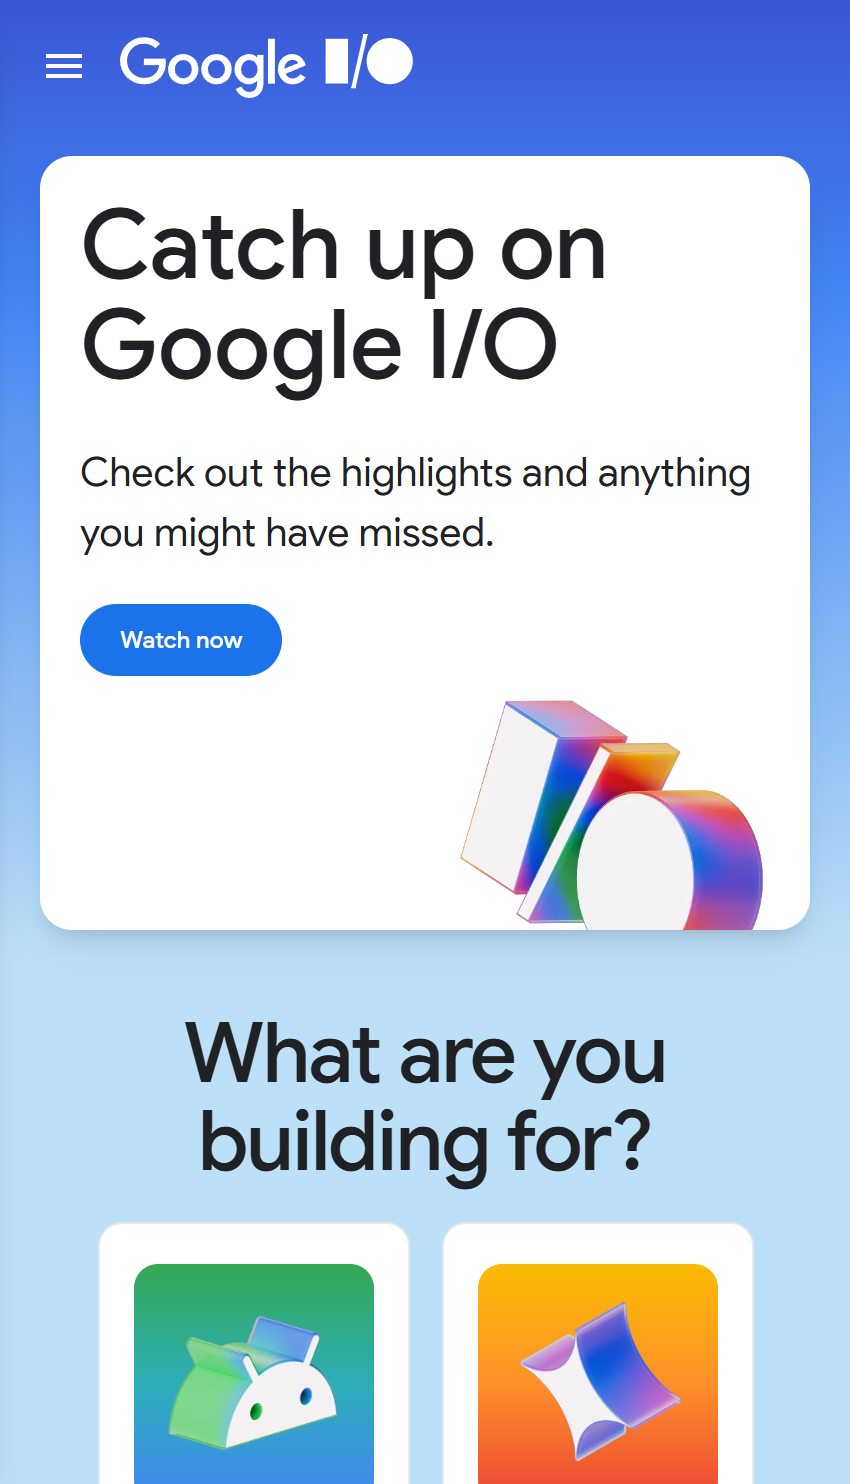 Google I/O
Catch up on
Google I/O
Check out the highlights and anything
you might have missed.
Watch now
What are you
building for?